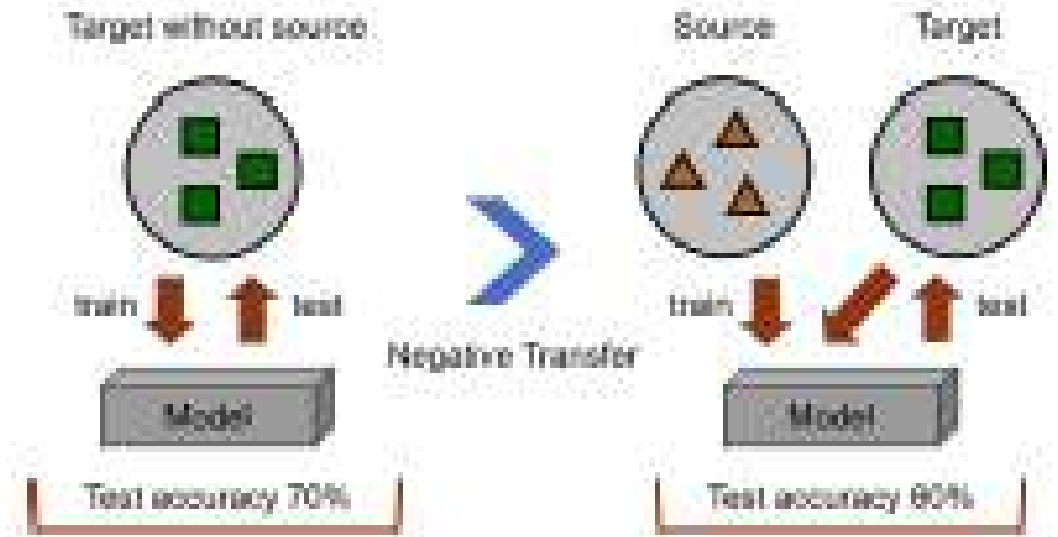 Target without source
Source
Target
train
test
train
test
Negative Transfer
Model
Model
Test accuracy 70%
Test accuracy 60%